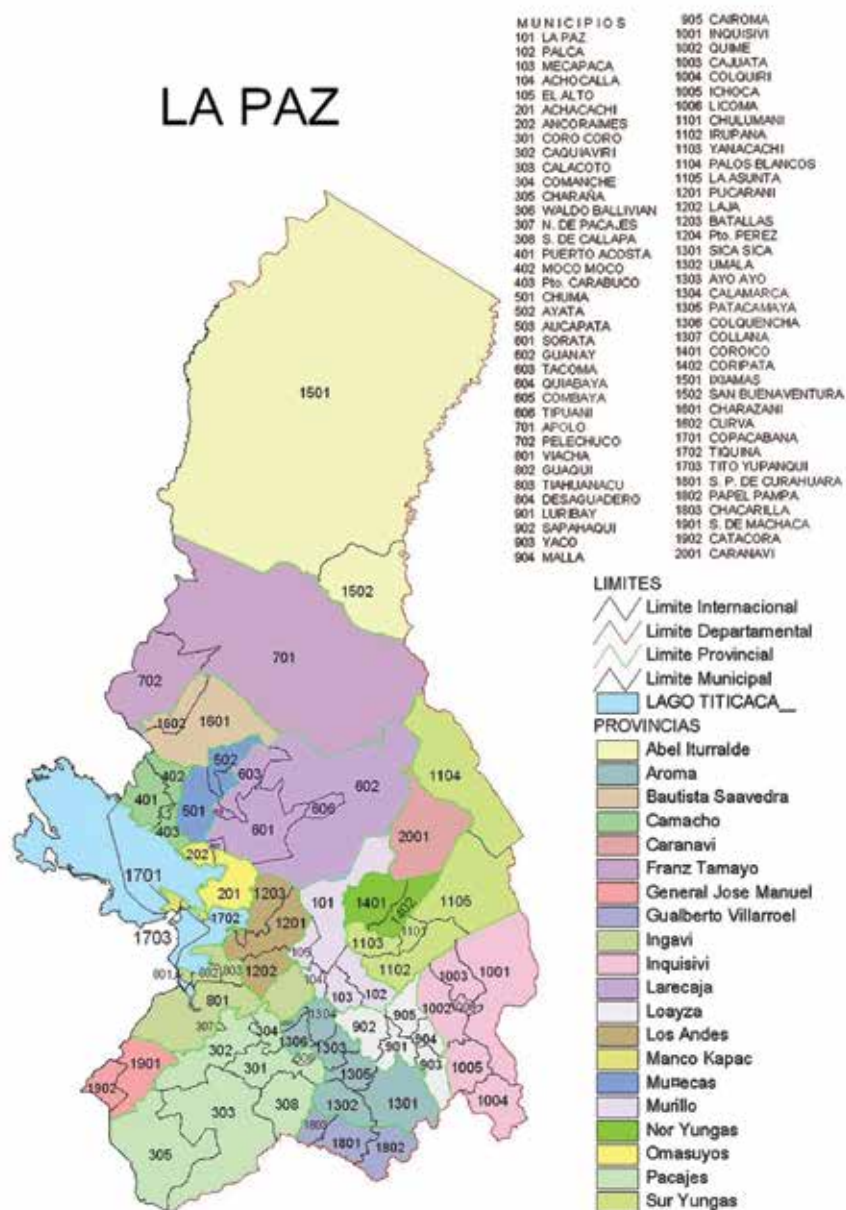 LA PAZ
MUNICIPIOS
101 LA PAZ
102 PALCA
103 MECAPACA
104 ACHOCALLA
105 EL ALTO
201 ACHACACHI
202 ANCORAIMES
301 CORO CORO
302 CAQUIAVIRI
303 CALACOTO
304 COMANCHE
305 CHARAÑA
306 WALDO BALLIVIAN
307 N. DE PACAJES
308 S. DE CALLAPA
401 PUERTO ACOSTA
402 MOCO MOCO
403 Pto. CARABUCO
501 CHUMA
502 AYATA
503 AUCAPATA
601 SORATA
602 GUANAY
603 TACOMA
604 QUIABAYA
605 COMBAYA
606 TIPUANI
701 APOLO
702 PELECHUCO
801 VIACHA
802 GUAQUI
803 TIAHUANACU
804 DESAGUADERO
901 LURIBAY
902 SAPAHAQUI
903 YACO
904 MALLA
905 CAIROMA
1001 INQUISIVI
1002 QUIME
1003 CAJUATA
1004 COLQUIRI
1005 ICHOCA
1006 LICOMA
1101 CHULUMANI
1102 IRUPANA
1103 YANACACHI
1104 PALOS BLANCOS
1105 LA ASUNTA
1201 PUCARANI
1202 LAJA
1203 BATALLAS
1204 Pto. PEREZ
1301 SICA SICA
1302 UMALA
1303 AYO AYO
1304 CALAMARCA
1305 PATACAMAYA
1306 COLQUENCHA
1307 COLLANA
1401 COROICO
1402 CORIPATA
1501 IXIAMAS
1502 SAN BUENAVENTURA
1601 CHARAZANI
1602 CURVA
1701 COPACABANA
1702 TIQUINA
1703 TITO YUPANQUI
1801 S. P. DE CURAHUARA
1802 PAPEL PAMPA
1803 CHACARILLA
1901 S. DE MACHACA
1902 CATACORA
2001 CARANAVI
LIMITES
Limite Internacional
Limite Departamental
Limite Provincial
Limite Municipal
LAGO TITICACA__
PROVINCIAS
Abel Iturralde
Aroma
Bautista Saavedra
Camacho
Caranavi
Franz Tamayo
General Jose Manuel
Gualberto Villarroel
Ingavi
Inquisivi
Larecaja
Loayza
Los Andes
Manco Kapac
Muñecas
Murillo
Nor Yungas
Omasuyos
Pacajes
Sur Yungas
1501
1502
701
702
1602
1601
502
603
602
1104
402
401
501
606
403
601
2001
202
1701
201
1203
101
1401
1402
1105
1702
1201
1703
1103
1101
105
1102
1003
1001
801
802
803
1202
104
103
102
801
1002
905
307
304
1304
902
904
302
1306
1303
901
1901
301
903
1005
1902
1305
303
308
1302
1301
1004
1803
305
1801
1802